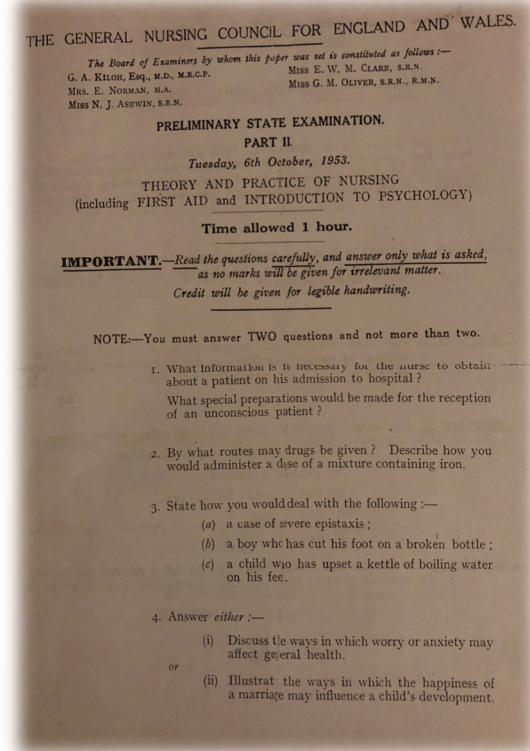 THE GENERAL NURSING COUNCIL FOR ENGLAND AND WALES.
The Board of Examiners by whom this paper was set is constituted as follows :—
G. A. KILOH, ESQ., M.D., M.R.C.P.
MISS E. W. M. CLARE, S.R.N.
MRS. E. NORMAN, M.A.
MISS G. M. OLIVER, S.R.N., R.M.N.
MISS N. J. ASHWIN, S.R.N.
PRELIMINARY STATE EXAMINATION.
PART II.
Tuesday, 6th October, 1953.
THEORY AND PRACTICE OF NURSING
(including FIRST AID and INTRODUCTION TO PSYCHOLOGY)
Time allowed 1 hour.
IMPORTANT.—Read the questions carefully, and answer only what is asked,
as no marks will be given for irrelevant matter.
Credit will be given for legible handwriting.
NOTE:—You must answer TWO questions and not more than two.
1. What information is it necessary for the nurse to obtain
about a patient on his admission to hospital ?
What special preparations would be made for the reception
of an unconscious patient ?
2. By what routes may drugs be given ? Describe how you
would administer a dose of a mixture containing iron.
3. State how you would deal with the following :—
(a) a case of severe epistaxis ;
(b) a boy who has cut his foot on a broken bottle ;
(c) a child who has upset a kettle of boiling water
on his feet.
4. Answer either :—
(i) Discuss the ways in which worry or anxiety may
affect general health.
or
(ii) Illustrate the ways in which the happiness of
a marriage may influence a child's development.